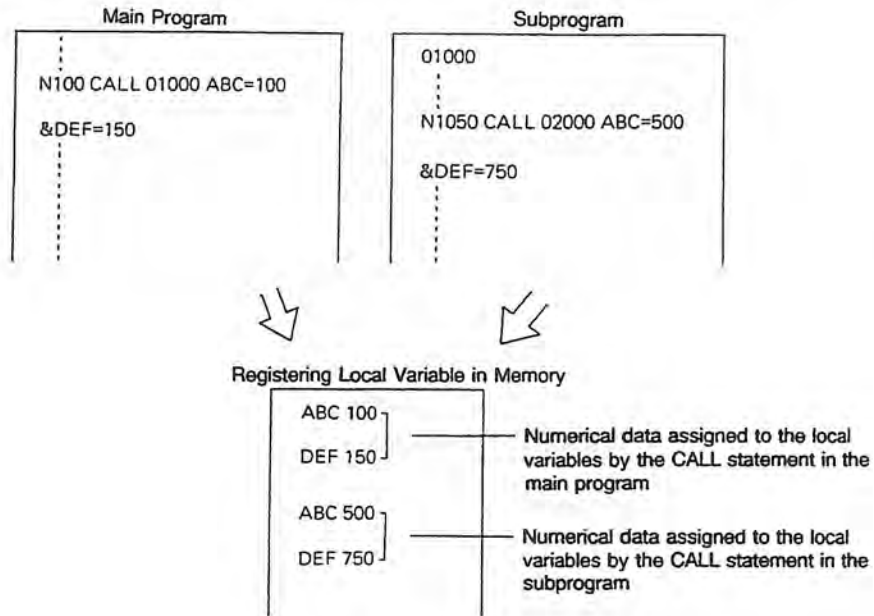 Main Program
N100 CALL 01000 ABC=100
&DEF=150
Subprogram
01000
N1050 CALL 02000 ABC=500
&DEF=750
Registering Local Variable in Memory
ABC 100
DEF 150
Numerical data assigned to the local
variables by the CALL statement in the
main program
ABC 500
DEF 750
Numerical data assigned to the local
variables by the CALL statement in the
subprogram